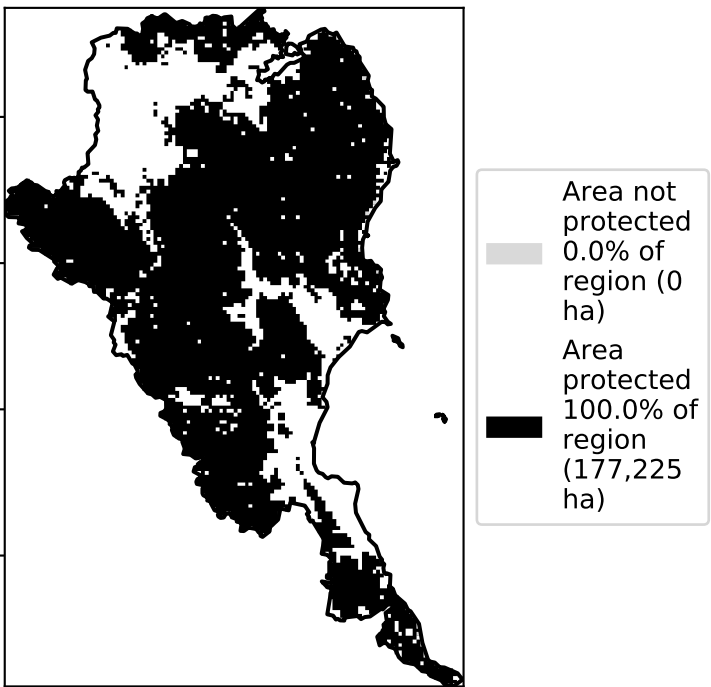 Area not
protected
0.0% of
region (0
ha)
Area
protected
100.0% of
region
(177,225
ha)